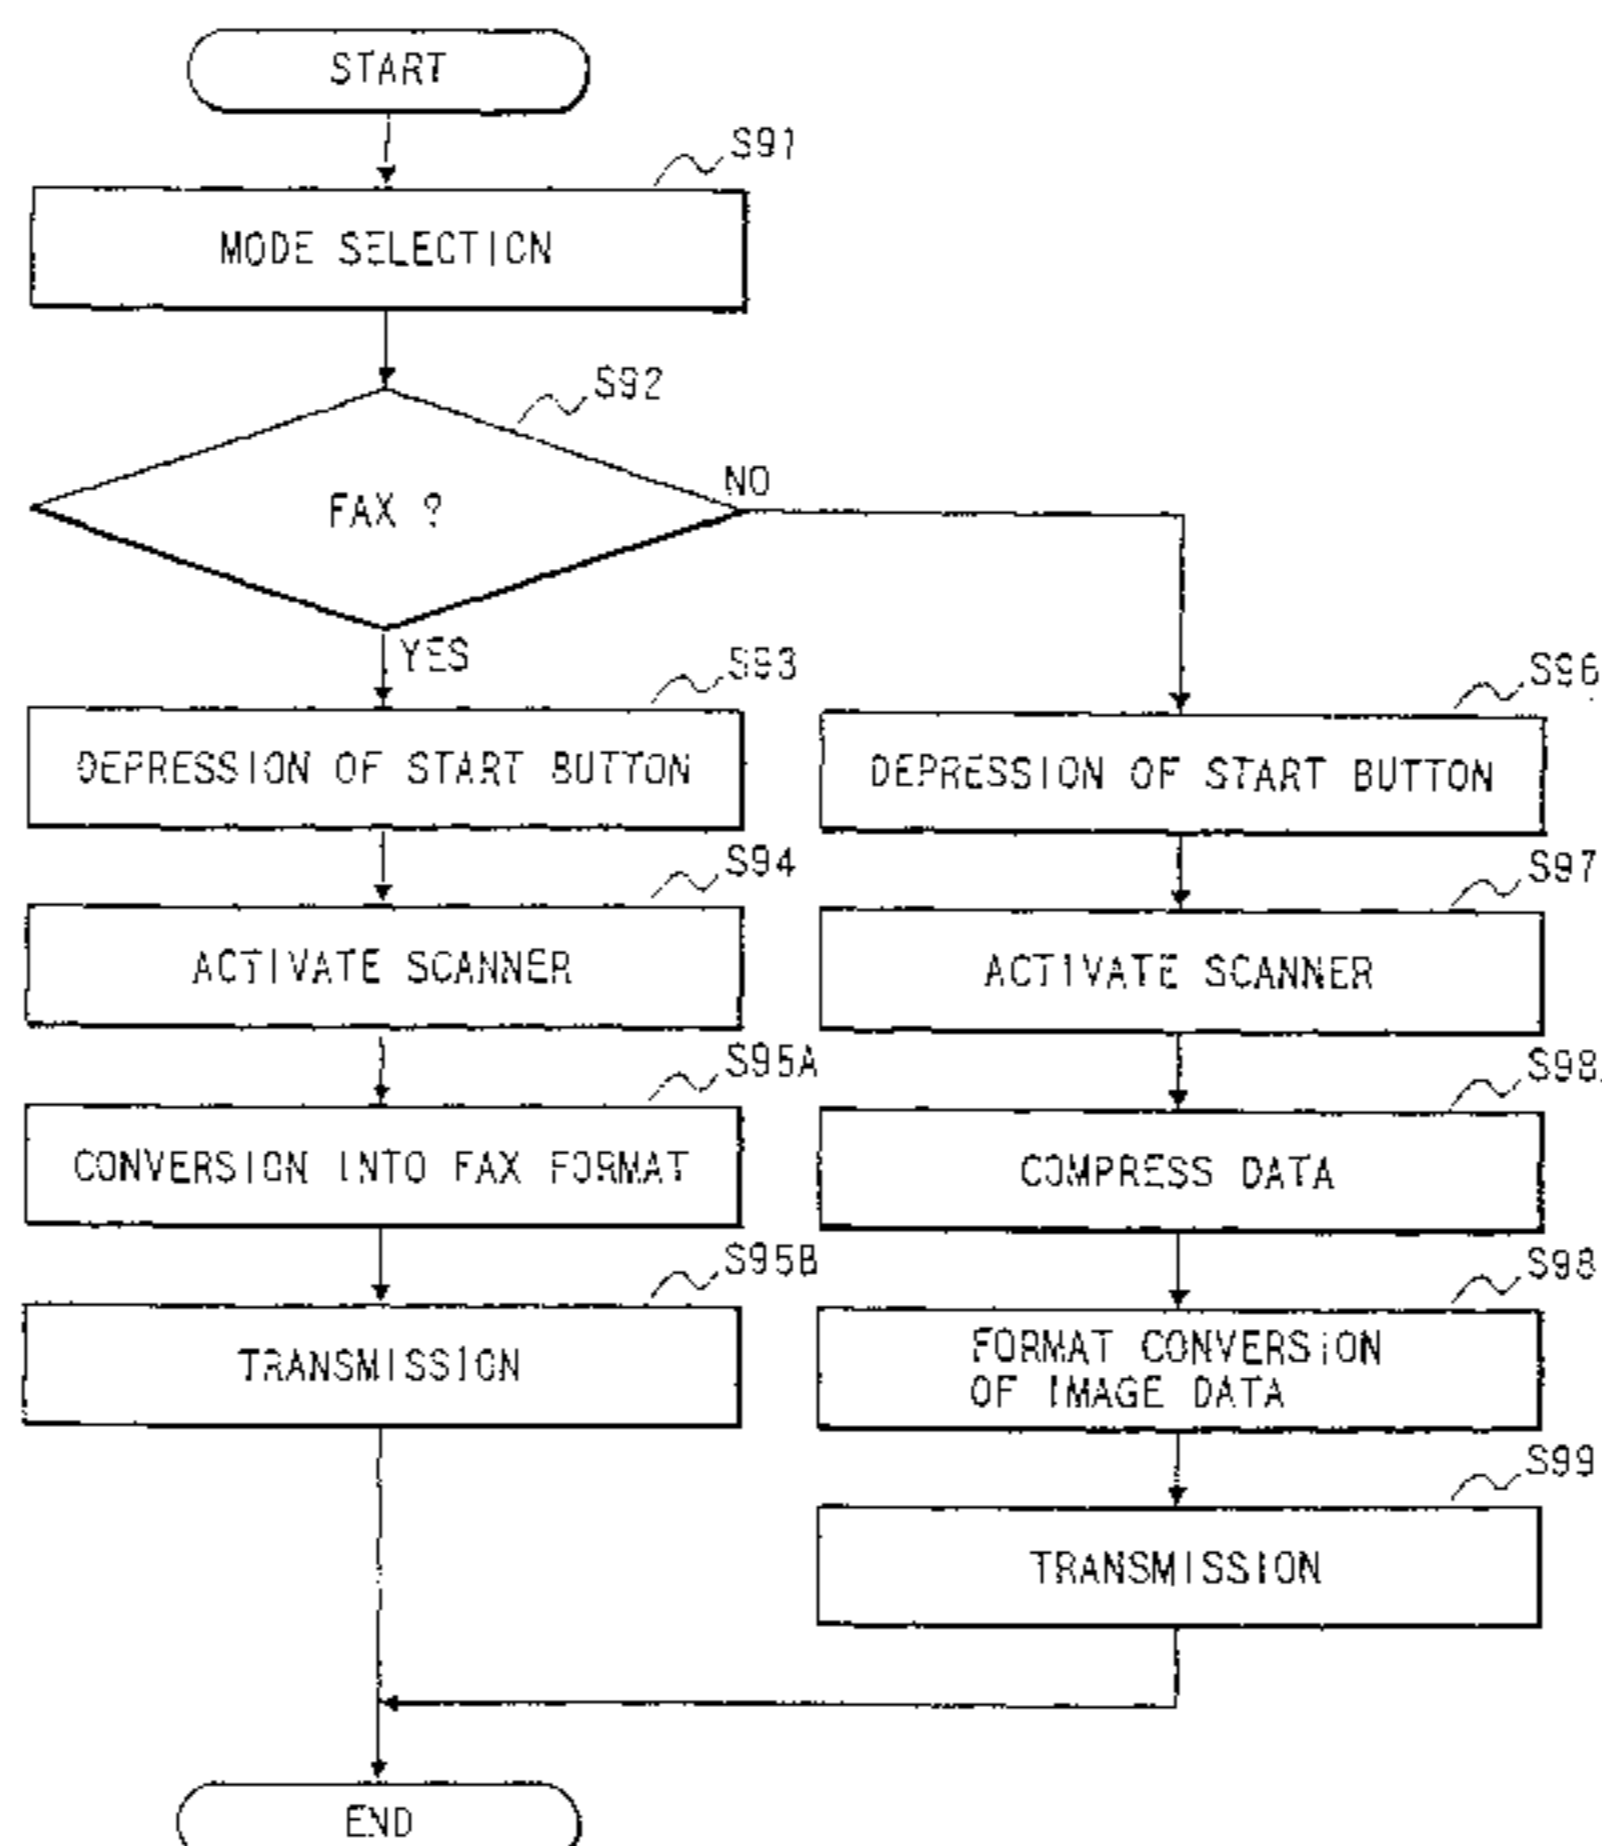 START
S91
MODE SELECTION
S92
FAX ?
NO
YES
S93
DEPRESSION OF START BUTTON
S94
ACTIVATE SCANNER
S95A
CONVERSION INTO FAX FORMAT
S95B
TRANSMISSION
S96
DEPRESSION OF START BUTTON
S97
ACTIVATE SCANNER
S98
COMPRESS DATA
S98
FORMAT CONVERSION
OF IMAGE DATA
S99
TRANSMISSION
END